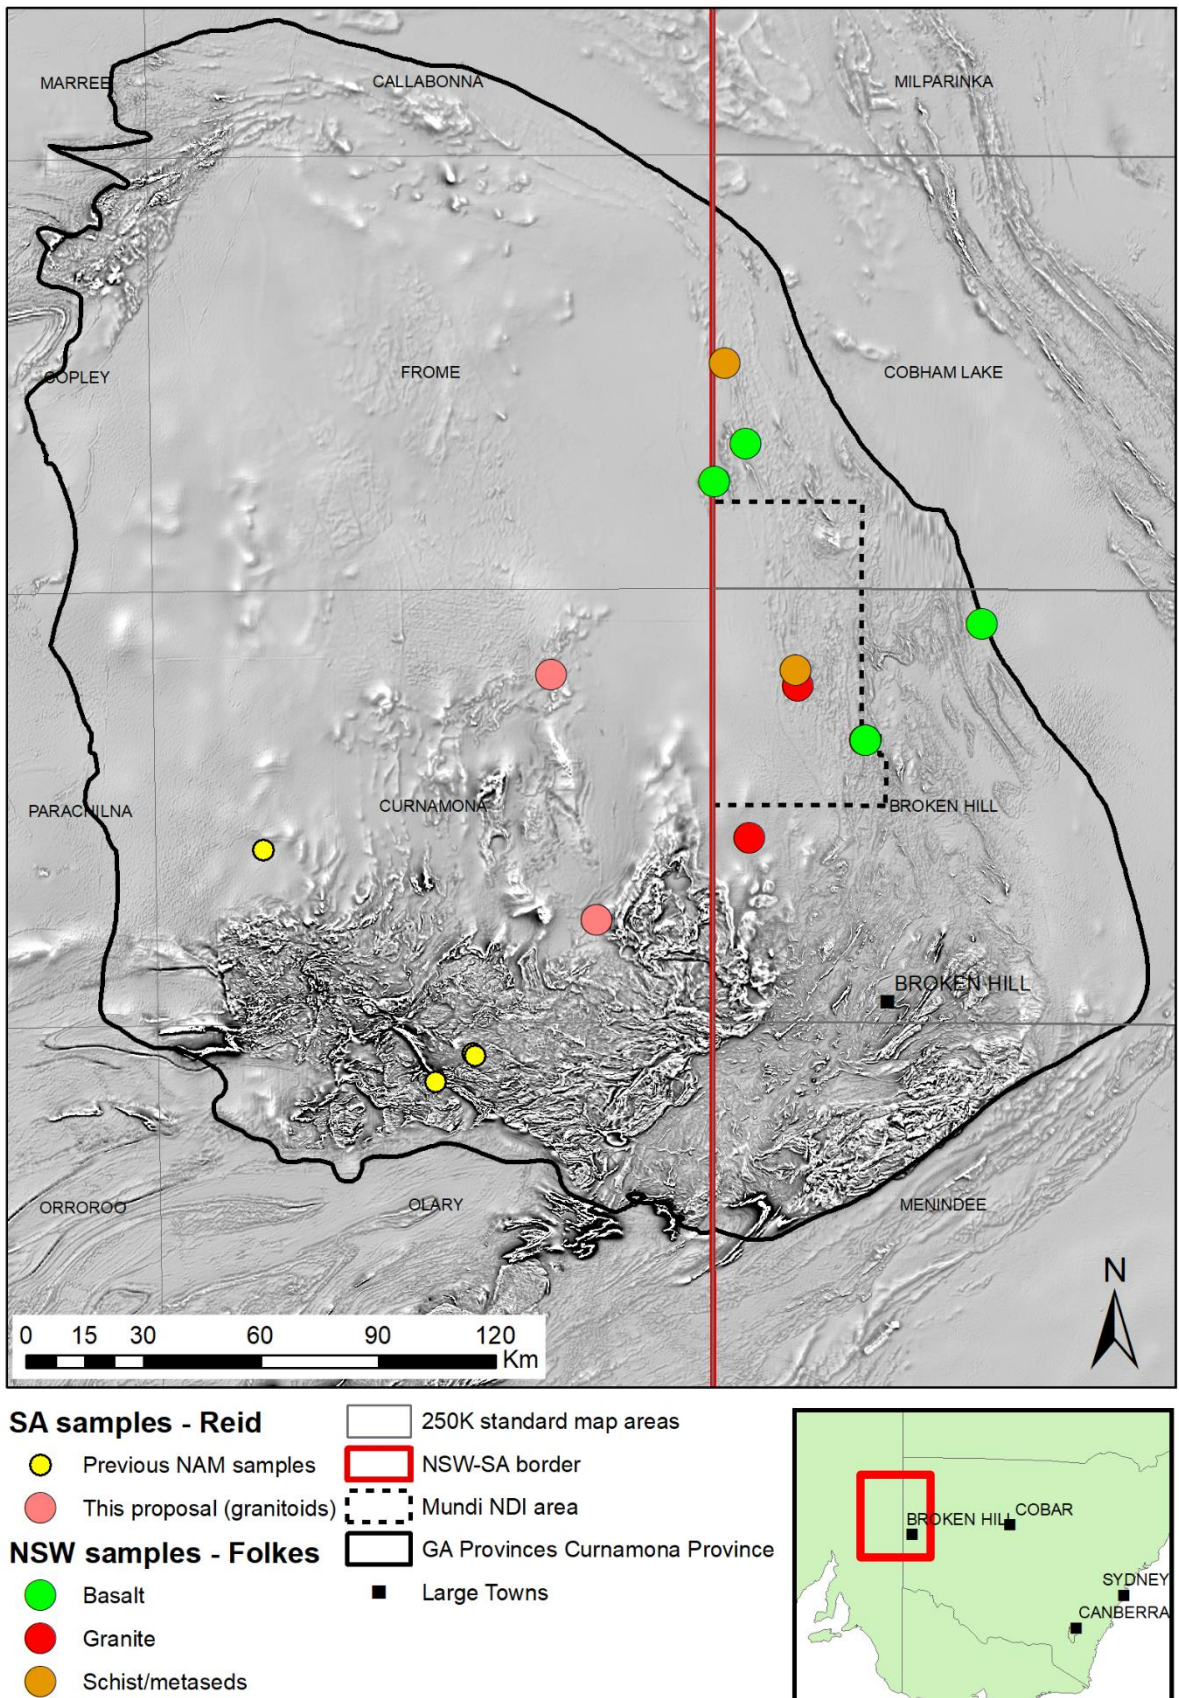 MARREE
CALLABONNA
MILPARINKA
COPLEY
FROME
COBHAM LAKE
PARACHILNA
CURNAMONA
BROKEN HILL
BROKEN HILL
ORROROO
OLARY
MENINDEE
N
0 15 30 60 90 120
Km
SA samples - Reid
Previous NAM samples
This proposal (granitoids)
NSW samples - Folkes
Basalt
Granite
Schist/metaseds
250K standard map areas
NSW-SA border
Mundi NDI area
GA Provinces Curnamona Province
Large Towns
BROKEN HILL
COBAR
SYDNEY
CANBERRA